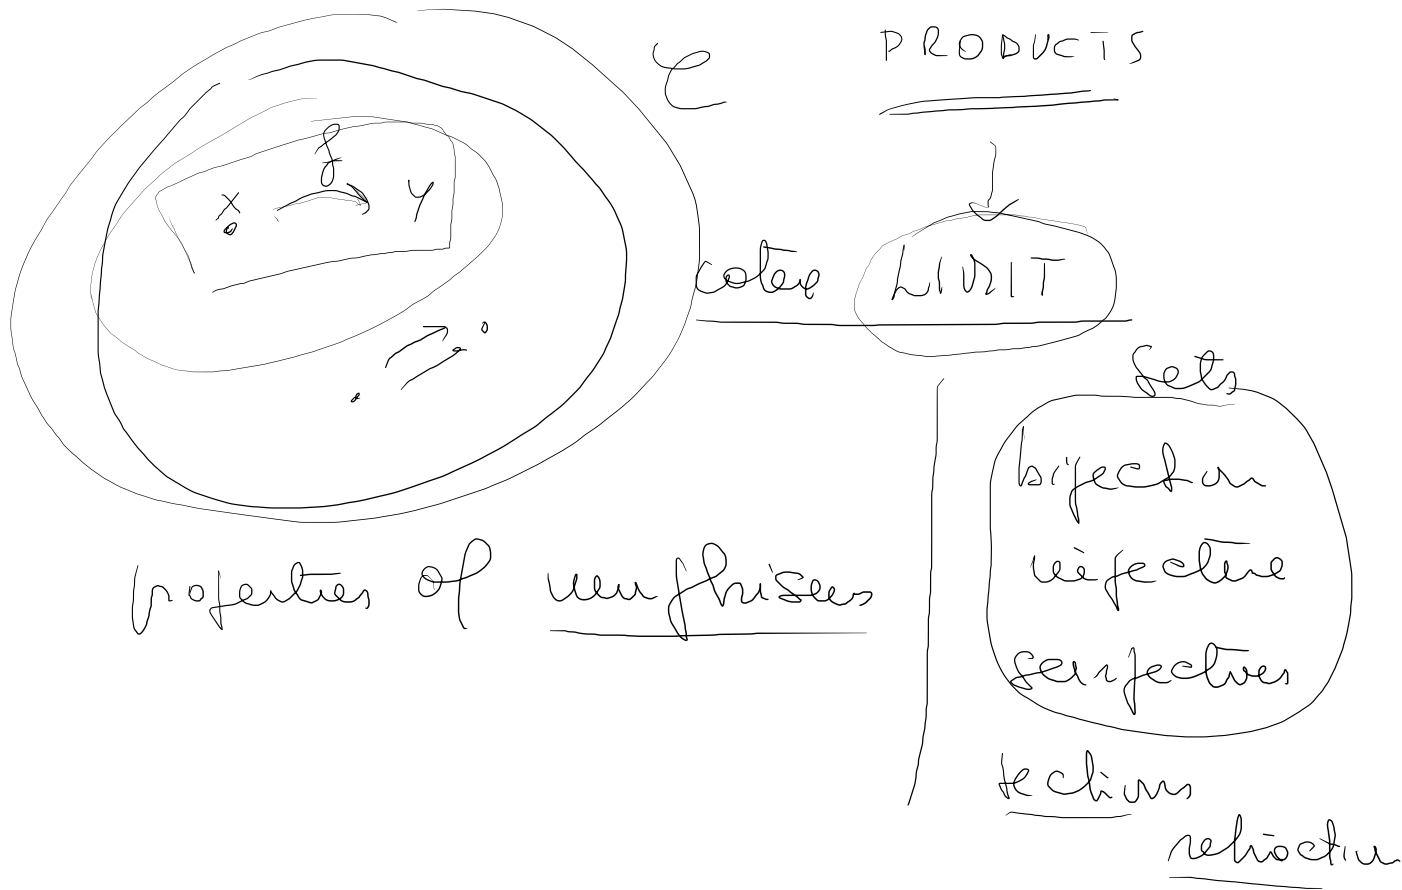 C
PRODUCTS
f
X
Y
LIMIT
Sets
bijection
injective
properties of morphisms
surjectives
sections
retraction